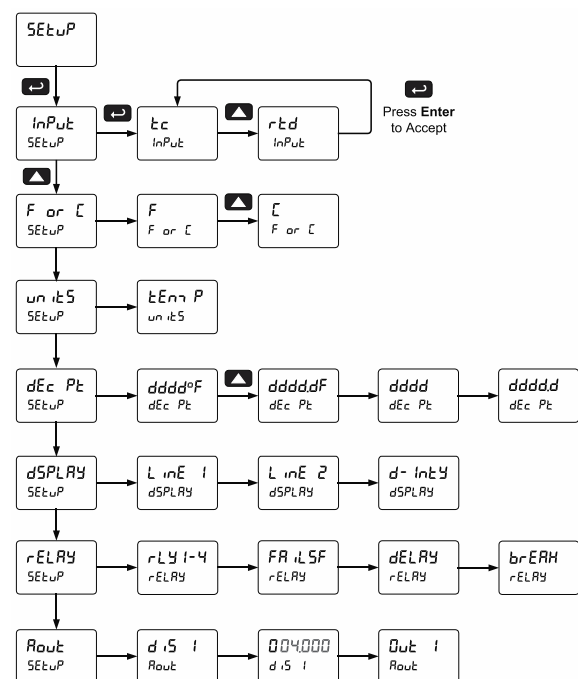 SEtuP
InPut
SEtuP
tc
InPut
rtd
InPut
Press Enter
to Accept
F or C
SEtuP
F
F or C
C
F or C
unitS
SEtuP
tEmP
unitS
dEc Pt
SEtuP
dddd°F
dEc Pt
dddd.dF
dEc Pt
dddd
dEc Pt
dddd.d
dEc Pt
dSPLAY
SEtuP
LinE 1
dSPLAY
LinE 2
dSPLAY
d-IntY
dSPLAY
rELAY
SEtuP
rLY1-4
rELAY
FAiLSF
rELAY
dELAY
rELAY
brEAK
rELAY
Aout
SEtuP
diS 1
Aout
004.000
diS 1
Out 1
Aout